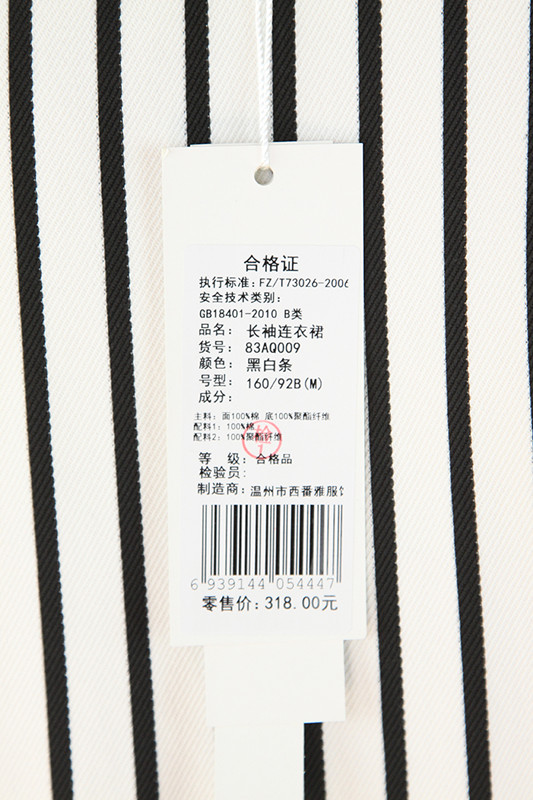 合格证
执行标准: FZ/T73026-2006
安全技术类别:
GB18401-2010 B类
品名: 长袖连衣裙
货号: 83AQ009
颜色: 黑白条
号型: 160/92B(M)
成分:
主料: 面100%棉 底100%聚酯纤维
配料1: 100%棉
配料2: 100%聚酯纤维
检
等 级: 合格品
检验员:
制造商: 温州市西番雅服饰
6 939144 054447
零售价: 318.00元